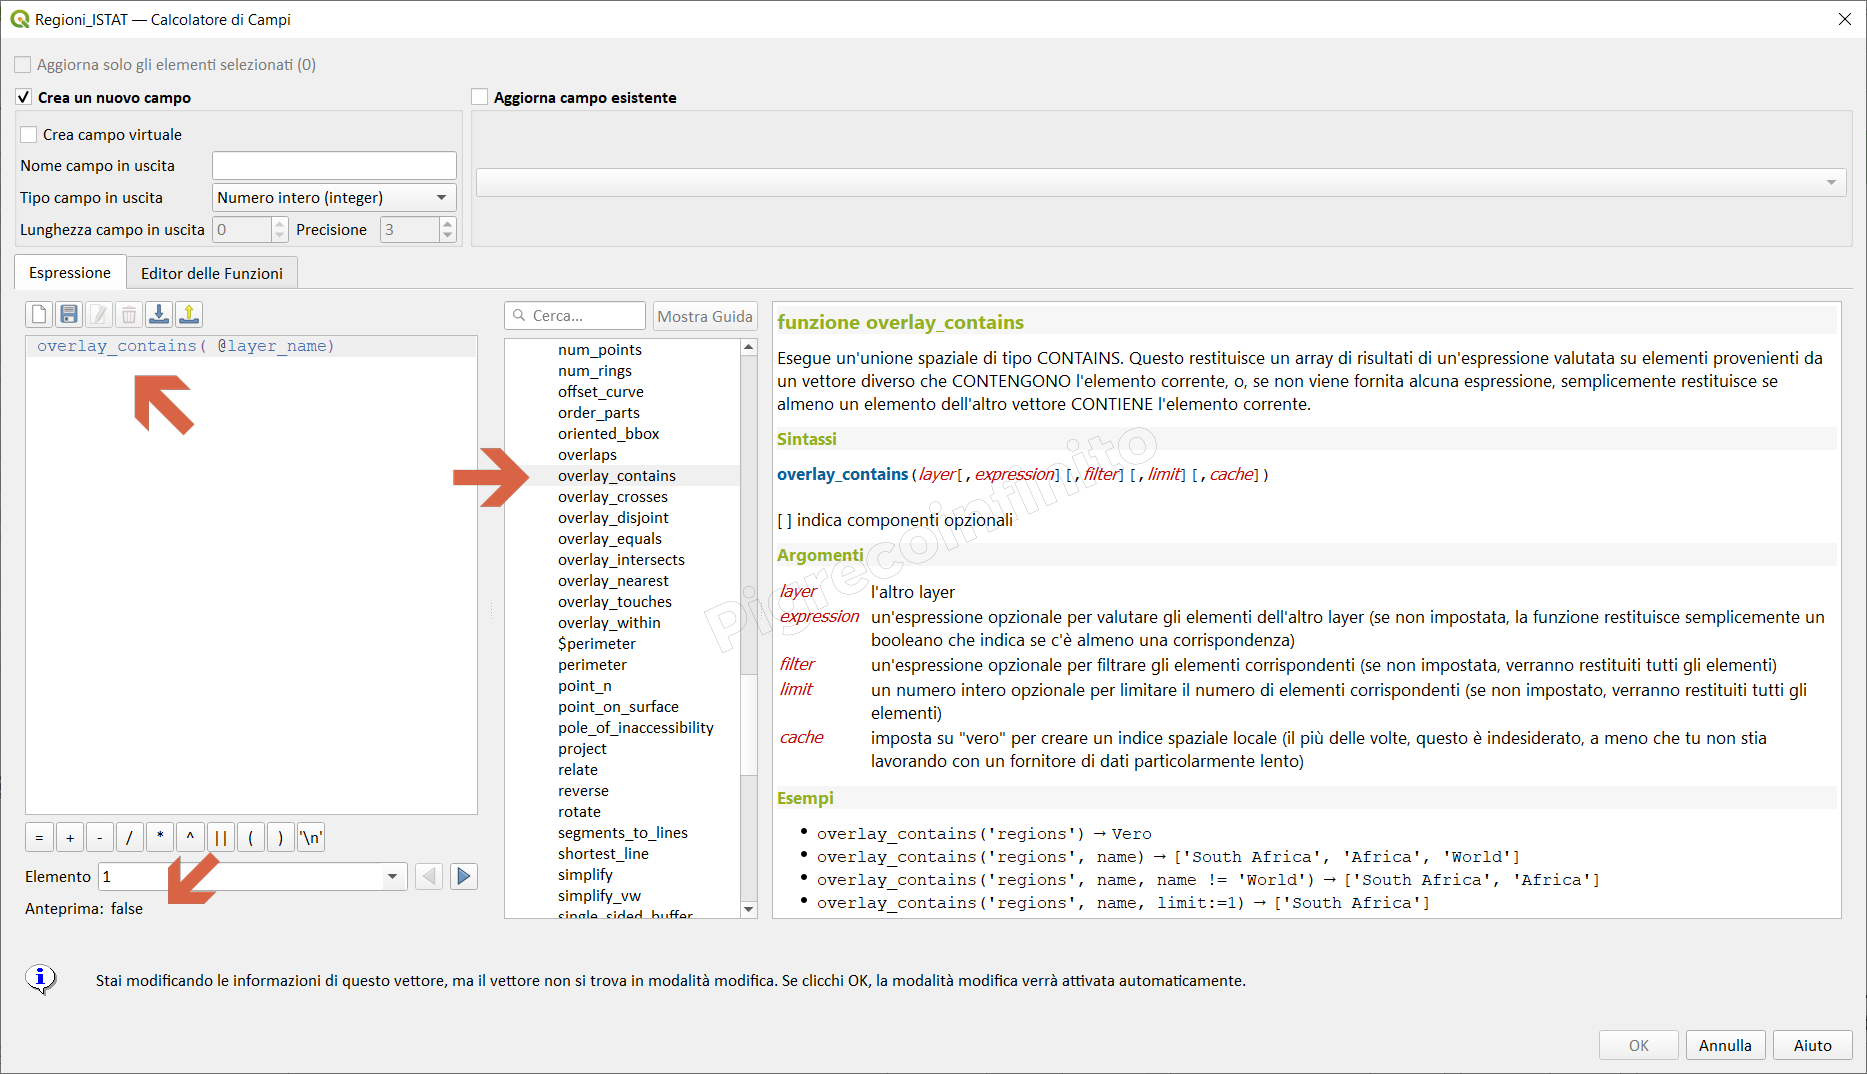 Regioni_ISTAT — Calcolatore di Campi
Aggiorna solo gli elementi selezionati (0)
Crea un nuovo campo
Aggiorna campo esistente
Crea campo virtuale
Nome campo in uscita
Tipo campo in uscita Numero intero (integer)
Lunghezza campo in uscita 0 Precisione 3
Espressione Editor delle Funzioni
overlay_contains( @layer_name)
= + - / * ^ || ( ) '\n'
Elemento 1
Anteprima: false
Cerca... Mostra Guida
num_points
num_rings
offset_curve
order_parts
oriented_bbox
overlaps
overlay_contains
overlay_crosses
overlay_disjoint
overlay_equals
overlay_intersects
overlay_nearest
overlay_touches
overlay_within
$perimeter
perimeter
point_n
point_on_surface
pole_of_inaccessibility
project
relate
reverse
rotate
segments_to_lines
shortest_line
simplify
simplify_vw
single_sided_buffer
funzione overlay_contains
Esegue un'unione spaziale di tipo CONTAINS. Questo restituisce un array di risultati di un'espressione valutata su elementi provenienti da
un vettore diverso che CONTENGONO l'elemento corrente, o, se non viene fornita alcuna espressione, semplicemente restituisce se
almeno un elemento dell'altro vettore CONTIENE l'elemento corrente.
Sintassi
overlay_contains(layer[,expression][,filter][,limit][,cache])
[ ] indica componenti opzionali
Argomenti
layer l'altro layer
expression un'espressione opzionale per valutare gli elementi dell'altro layer (se non impostata, la funzione restituisce semplicemente un
booleano che indica se c'è almeno una corrispondenza)
filter un'espressione opzionale per filtrare gli elementi corrispondenti (se non impostata, verranno restituiti tutti gli elementi)
limit un numero intero opzionale per limitare il numero di elementi corrispondenti (se non impostato, verranno restituiti tutti gli
elementi)
cache imposta su "vero" per creare un indice spaziale locale (il più delle volte, questo è indesiderato, a meno che tu non stia
lavorando con un fornitore di dati particolarmente lento)
Esempi
• overlay_contains('regions') → Vero
• overlay_contains('regions', name) → ['South Africa', 'Africa', 'World']
• overlay_contains('regions', name, name != 'World') → ['South Africa', 'Africa']
• overlay_contains('regions', name, limit:=1) → ['South Africa']
Pigrecoinfinito
Stai modificando le informazioni di questo vettore, ma il vettore non si trova in modalità modifica. Se clicchi OK, la modalità modifica verrà attivata automaticamente.
OK Annulla Aiuto